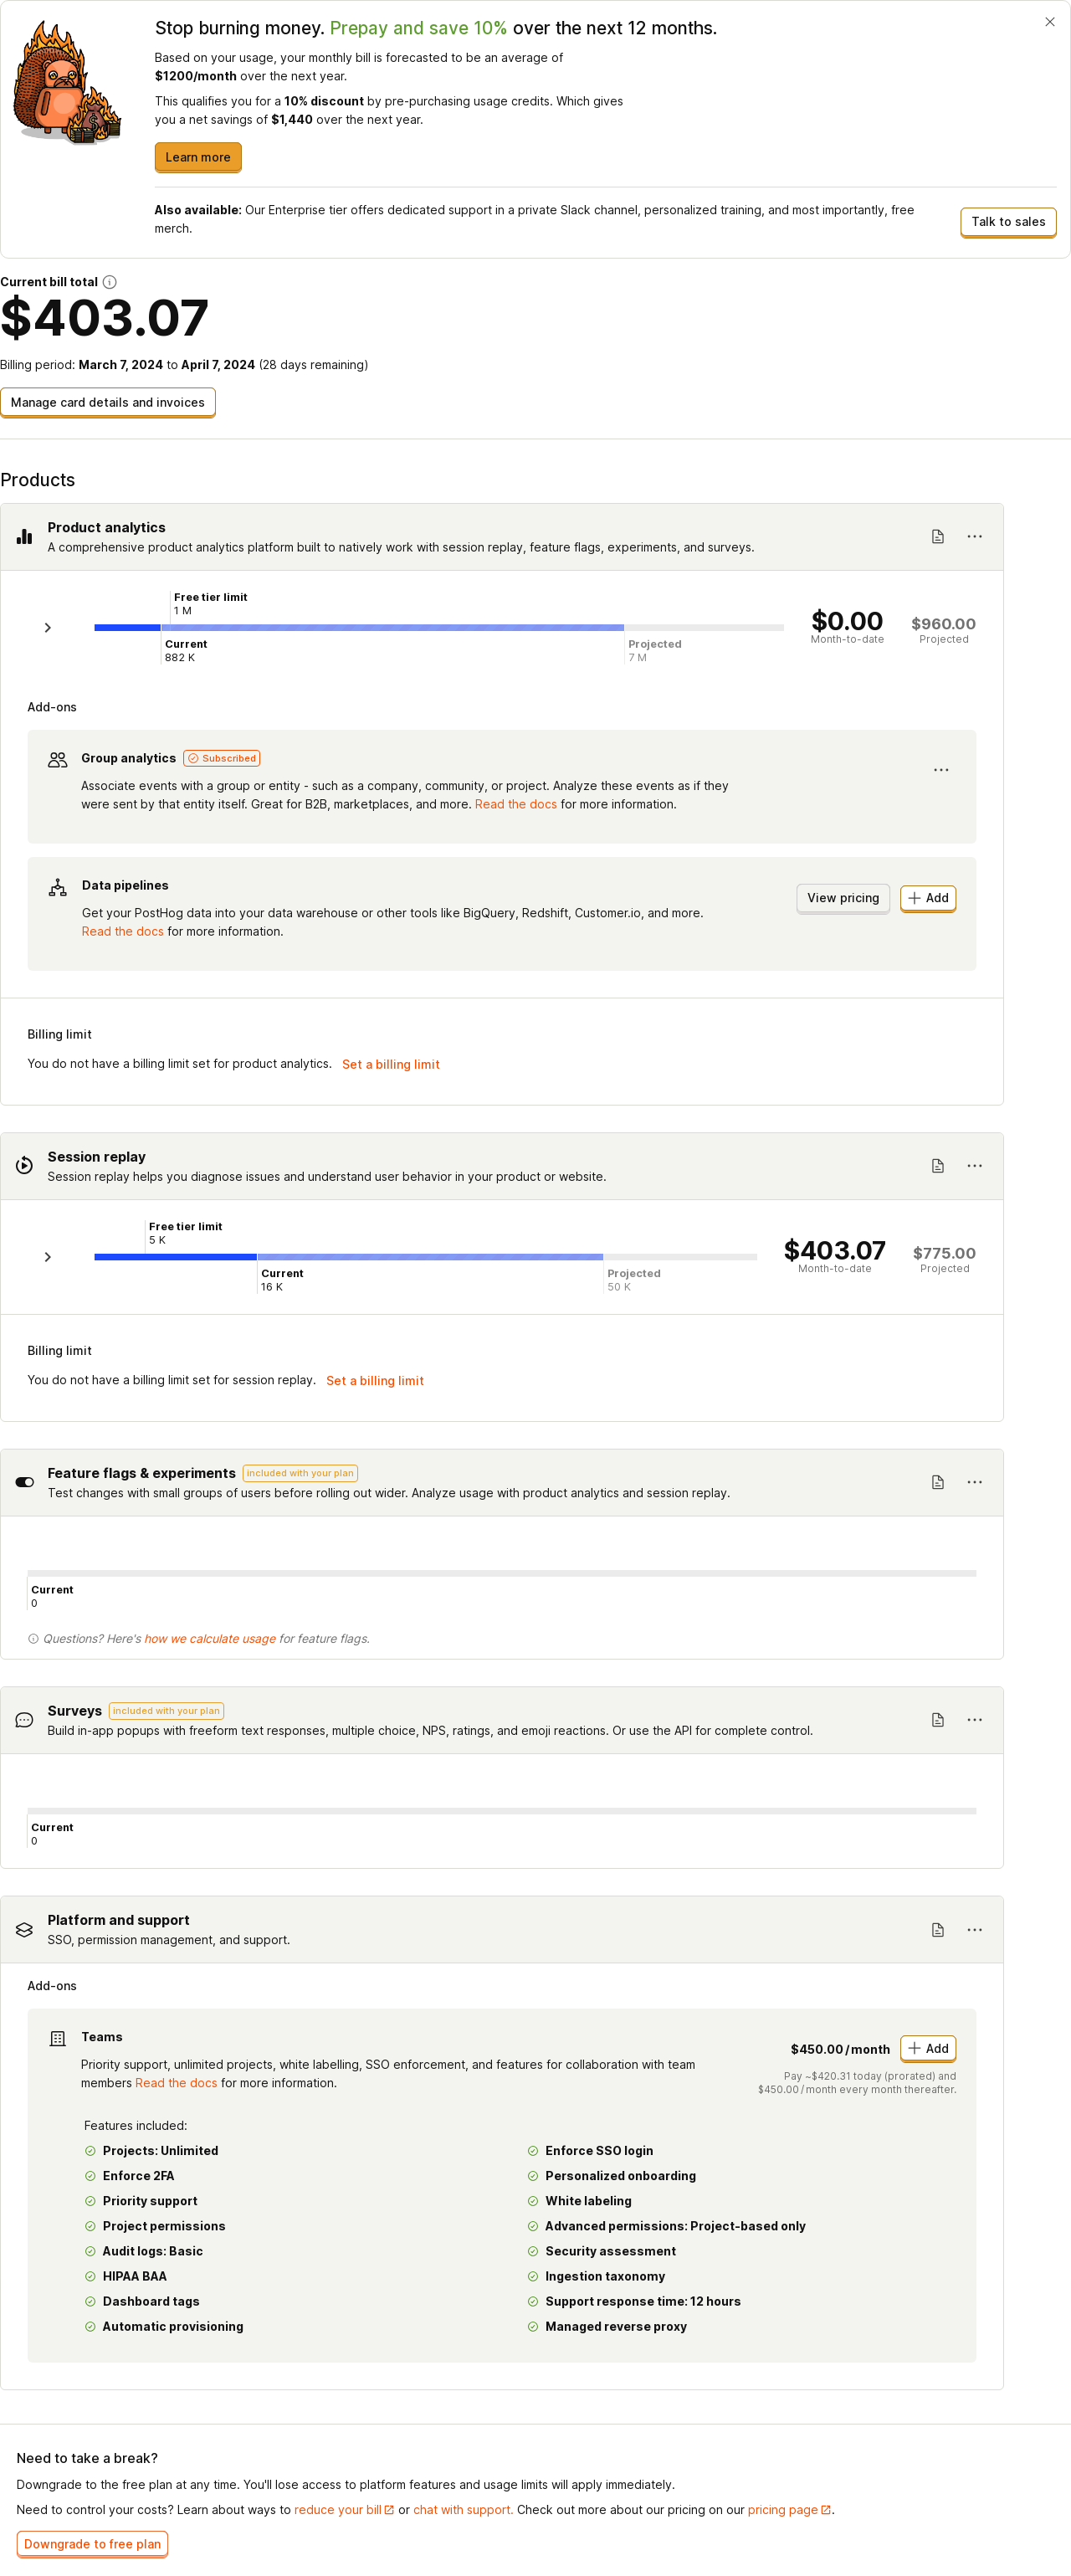 Stop burning money. Prepay and save 10% over the next 12 months.
Based on your usage, your monthly bill is forecasted to be an average of
$1200/month over the next year.
This qualifies you for a 10% discount by pre-purchasing usage credits. Which gives
you a net savings of $1,440 over the next year.
Learn more
Also available: Our Enterprise tier offers dedicated support in a private Slack channel, personalized training, and most importantly, free
merch.
Talk to sales
Current bill total
$403.07
Billing period: March 7, 2024 to April 7, 2024 (28 days remaining)
Manage card details and invoices
Products
Product analytics
A comprehensive product analytics platform built to natively work with session replay, feature flags, experiments, and surveys.
Free tier limit
1 M
Current
882 K
Projected
7 M
$0.00
Month-to-date
$960.00
Projected
Add-ons
Group analytics Subscribed
Associate events with a group or entity - such as a company, community, or project. Analyze these events as if they
were sent by that entity itself. Great for B2B, marketplaces, and more. Read the docs for more information.
Data pipelines
Get your PostHog data into your data warehouse or other tools like BigQuery, Redshift, Customer.io, and more.
Read the docs for more information.
View pricing
Add
Billing limit
You do not have a billing limit set for product analytics. Set a billing limit
Session replay
Session replay helps you diagnose issues and understand user behavior in your product or website.
Free tier limit
5 K
Current
16 K
Projected
50 K
$403.07
Month-to-date
$775.00
Projected
Billing limit
You do not have a billing limit set for session replay. Set a billing limit
Feature flags & experiments included with your plan
Test changes with small groups of users before rolling out wider. Analyze usage with product analytics and session replay.
Current
0
Questions? Here's how we calculate usage for feature flags.
Surveys included with your plan
Build in-app popups with freeform text responses, multiple choice, NPS, ratings, and emoji reactions. Or use the API for complete control.
Current
0
Platform and support
SSO, permission management, and support.
Add-ons
Teams
Priority support, unlimited projects, white labelling, SSO enforcement, and features for collaboration with team
members Read the docs for more information.
$450.00/month
Add
Pay ~$420.31 today (prorated) and
$450.00/month every month thereafter.
Features included:
Projects: Unlimited
Enforce 2FA
Priority support
Project permissions
Audit logs: Basic
HIPAA BAA
Dashboard tags
Automatic provisioning
Enforce SSO login
Personalized onboarding
White labeling
Advanced permissions: Project-based only
Security assessment
Ingestion taxonomy
Support response time: 12 hours
Managed reverse proxy
Need to take a break?
Downgrade to the free plan at any time. You'll lose access to platform features and usage limits will apply immediately.
Need to control your costs? Learn about ways to reduce your bill or chat with support. Check out more about our pricing on our pricing page.
Downgrade to free plan